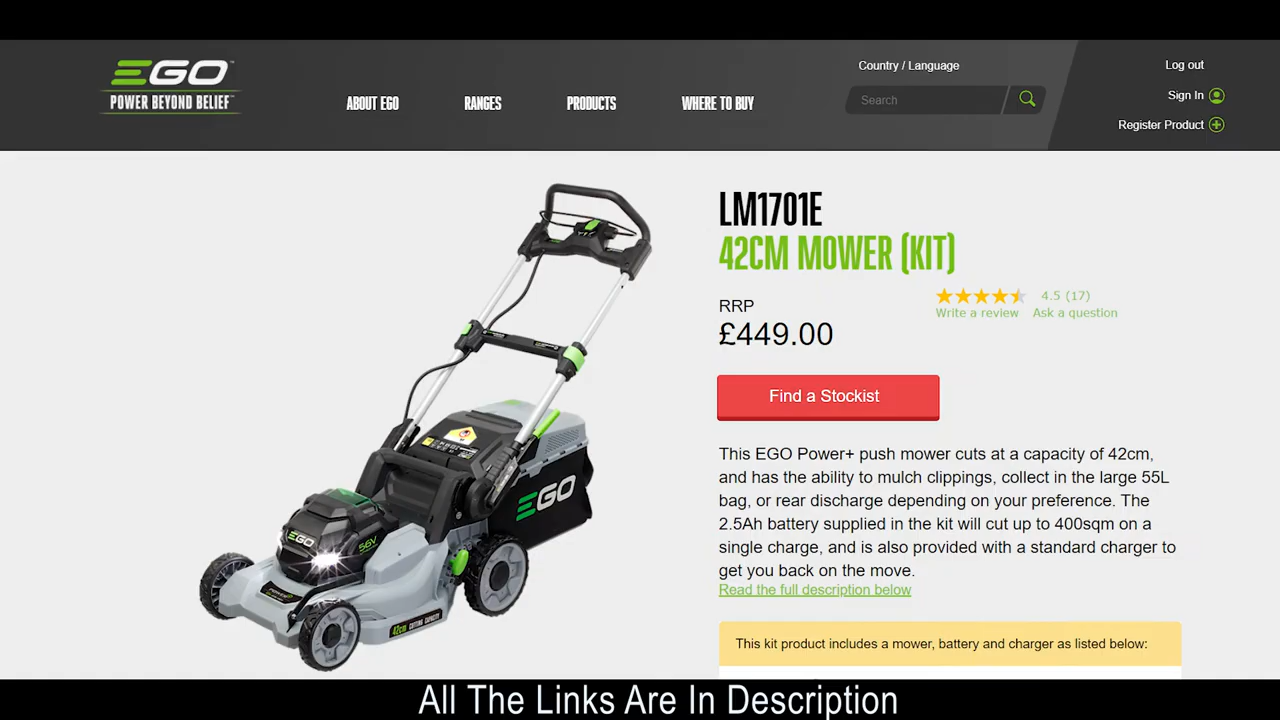 EGO
POWER BEYOND BELIEF
ABOUT EGO
RANGES
PRODUCTS
WHERE TO BUY
Country / Language
Search
Log out
Sign In
Register Product
LM1701E
42CM MOWER (KIT)
RRP
£449.00
4.5 (17)
Write a review Ask a question
Find a Stockist
This EGO Power+ push mower cuts at a capacity of 42cm,
and has the ability to mulch clippings, collect in the large 55L
bag, or rear discharge depending on your preference. The
2.5Ah battery supplied in the kit will cut up to 400sqm on a
single charge, and is also provided with a standard charger to
get you back on the move.
Read the full description below
This kit product includes a mower, battery and charger as listed below:
EGO
EGO
56V
42cm CUTTING CAPACITY
All The Links Are In Description